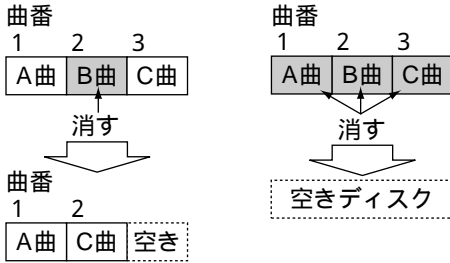 曲番
1 2 3
A曲 B曲 C曲
消す
曲番
1 2
A曲 C曲 空き
曲番
1 2 3
A曲 B曲 C曲
消す
空きディスク